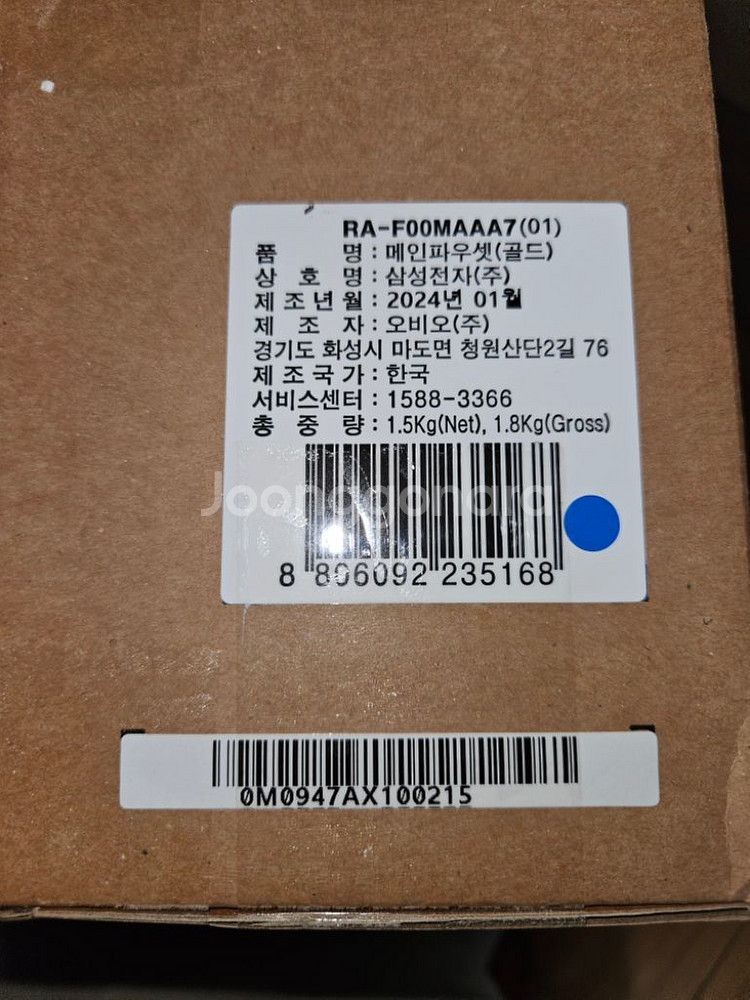 RA-F00MAAA7(01)
품 명 : 메인파우셋(골드)
상 호 명 : 삼성전자(주)
제 조 년 월 : 2024년 01월
제 조 자 : 오비오(주)
경기도 화성시 마도면 청원산단2길 76
제 조 국 가 : 한국
서비스센터 : 1588-3366
총 중 량 : 1.5Kg(Net), 1.8Kg(Gross)
Joonggonara
8 806092 235168
0M0947AX100215